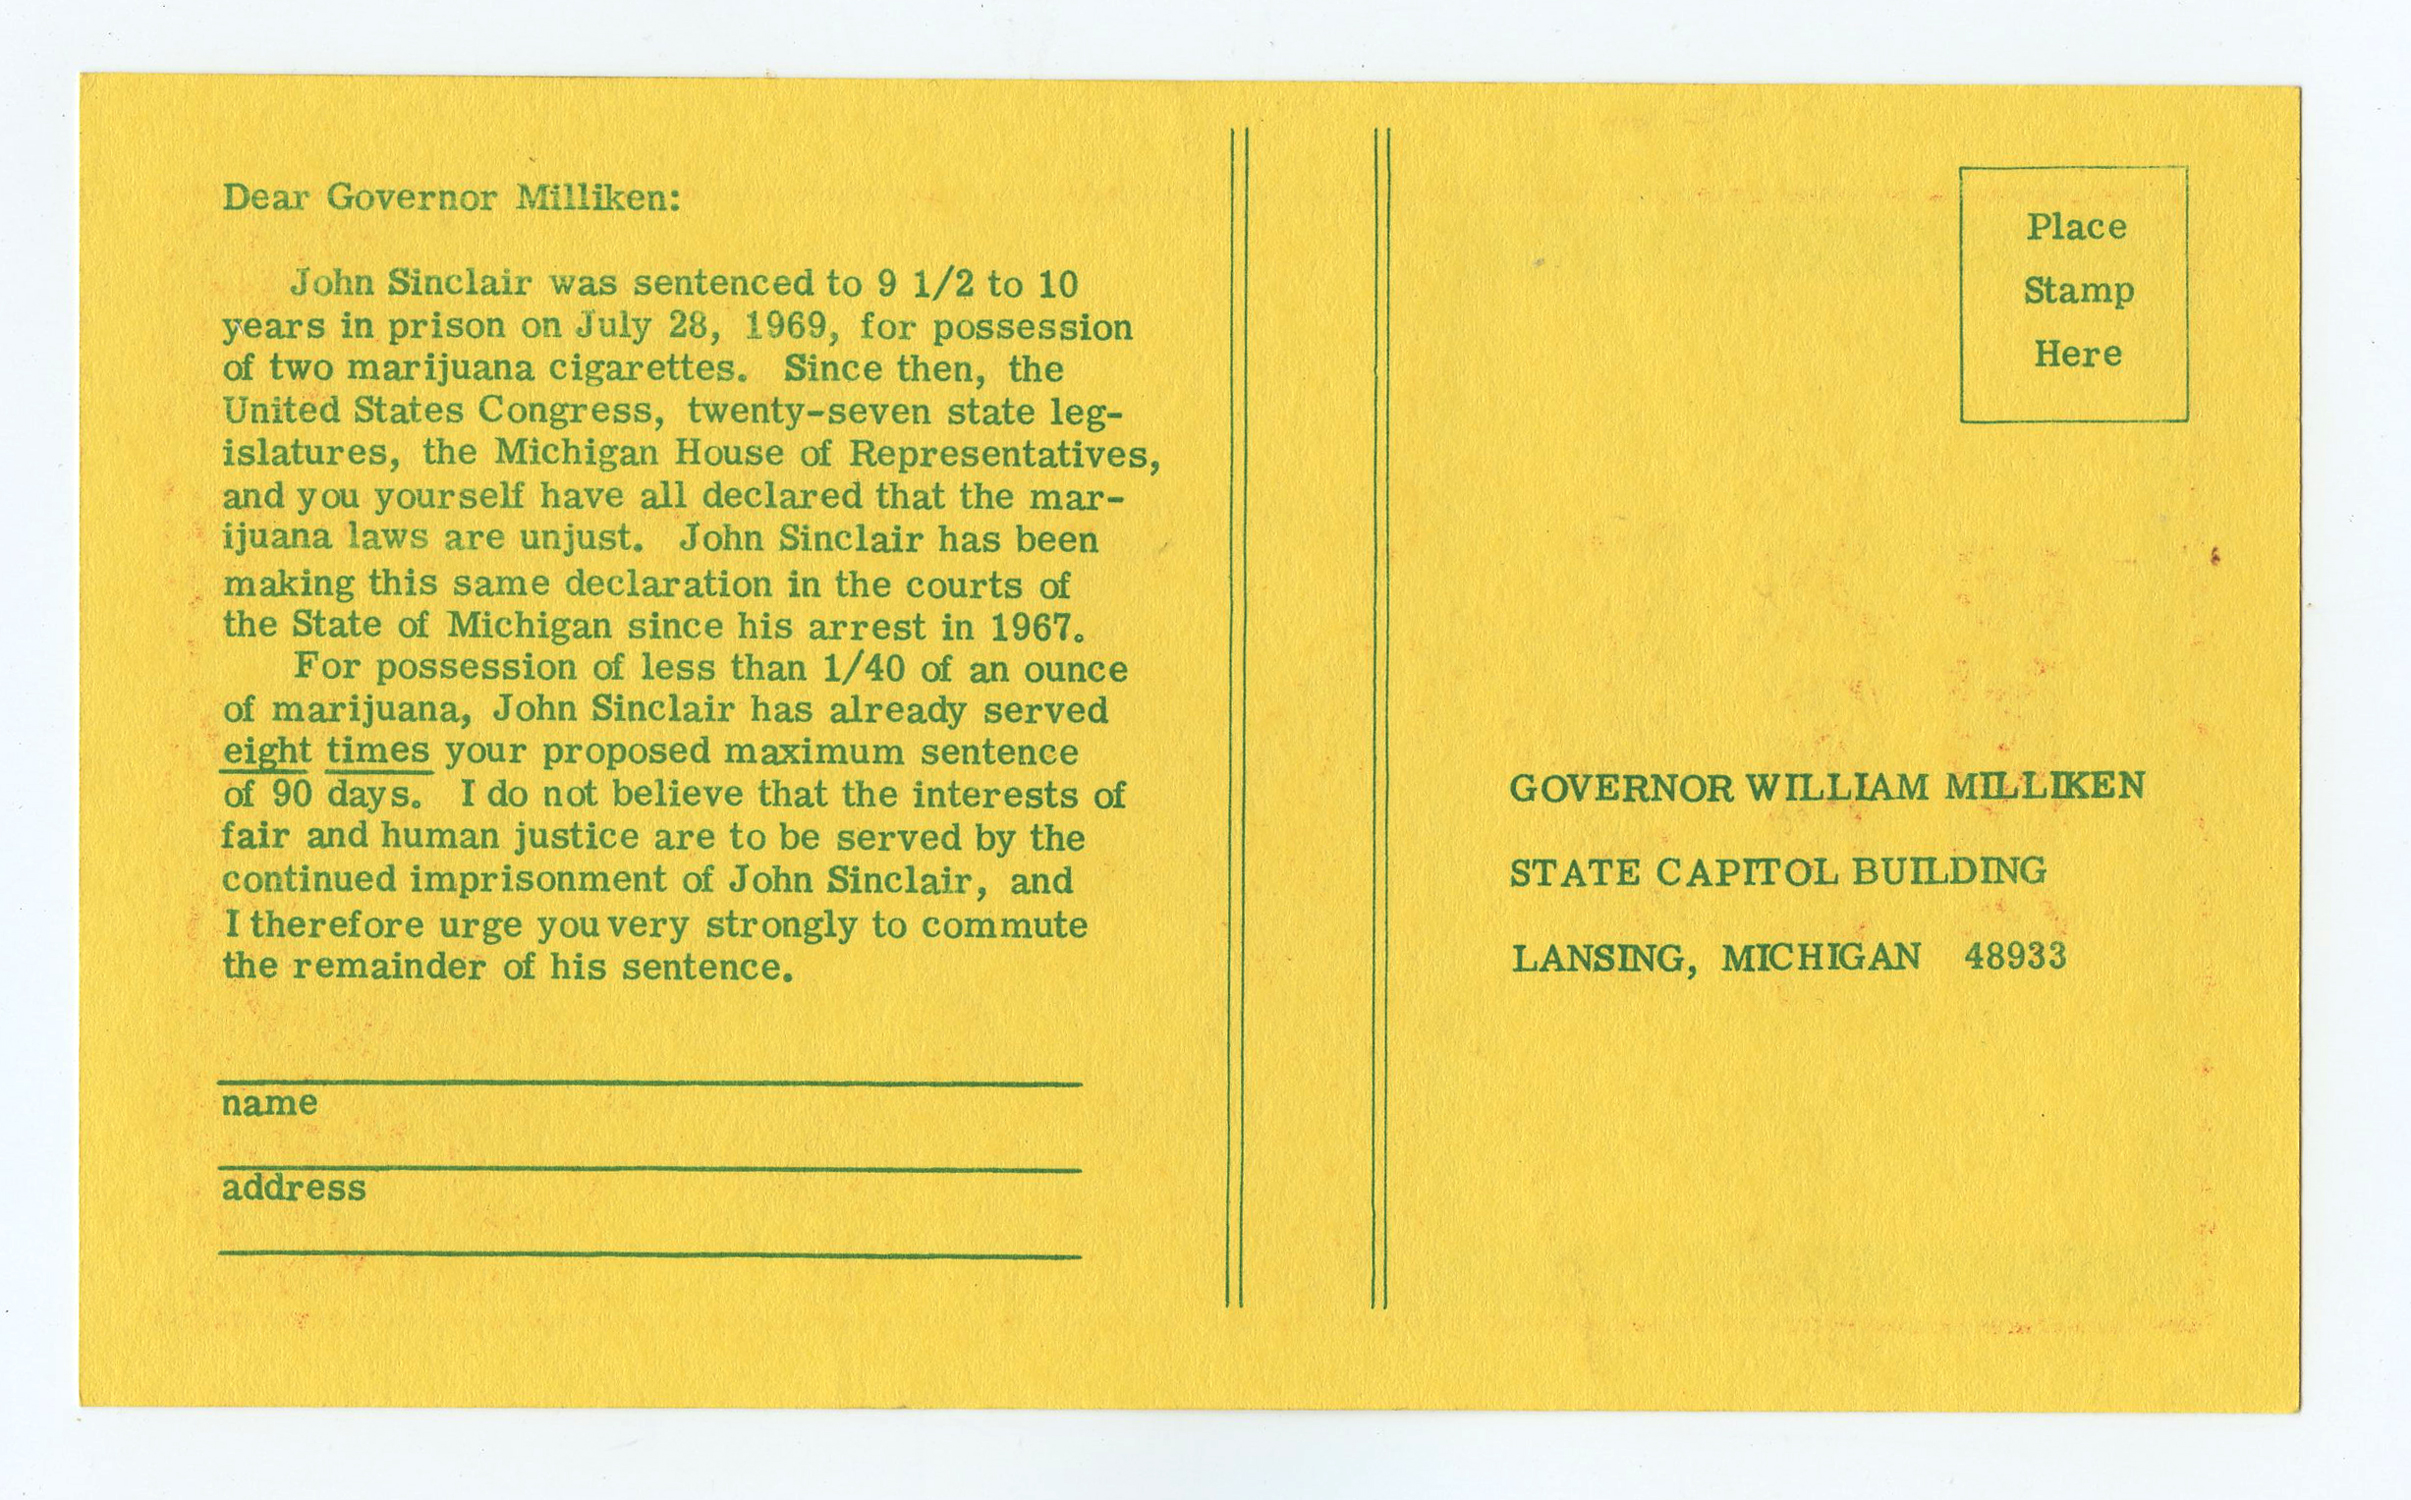 Dear Governor Milliken:
John Sinclair was sentenced to 9 1/2 to 10
years in prison on July 28, 1969, for possession
of two marijuana cigarettes. Since then, the
United States Congress, twenty-seven state leg-
islatures, the Michigan House of Representatives,
and you yourself have all declared that the mar-
ijuana laws are unjust. John Sinclair has been
making this same declaration in the courts of
the State of Michigan since his arrest in 1967.
For possession of less than 1/40 of an ounce
of marijuana, John Sinclair has already served
eight times your proposed maximum sentence
of 90 days. I do not believe that the interests of
fair and human justice are to be served by the
continued imprisonment of John Sinclair, and
I therefore urge you very strongly to commute
the remainder of his sentence.
name
address
Place
Stamp
Here
GOVERNOR WILLIAM MILLIKEN
STATE CAPITOL BUILDING
LANSING, MICHIGAN 48933